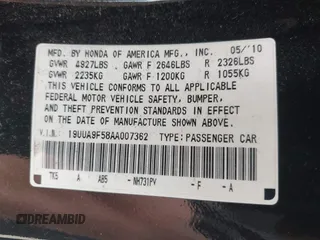 MFD. BY HONDA OF AMERICA MFG., INC. 05/'10
GVWR 4927LBS GAWR F 2646LBS R 2326LBS
GVWR 2235KG GAWR F 1200KG R 1055KG
THIS VEHICLE CONFORMS TO ALL APPLICABLE
FEDERAL MOTOR VEHICLE SAFETY, BUMPER,
AND THEFT PREVENTION STANDARDS IN EFFECT
ON THE DATE OF MANUFACTURE SHOWN ABOVE.
V.I.N. 19UUA9F58AA007362 TYPE: PASSENGER CAR
TK5 A AB5 - NH731PV - F - A
DREAMBID